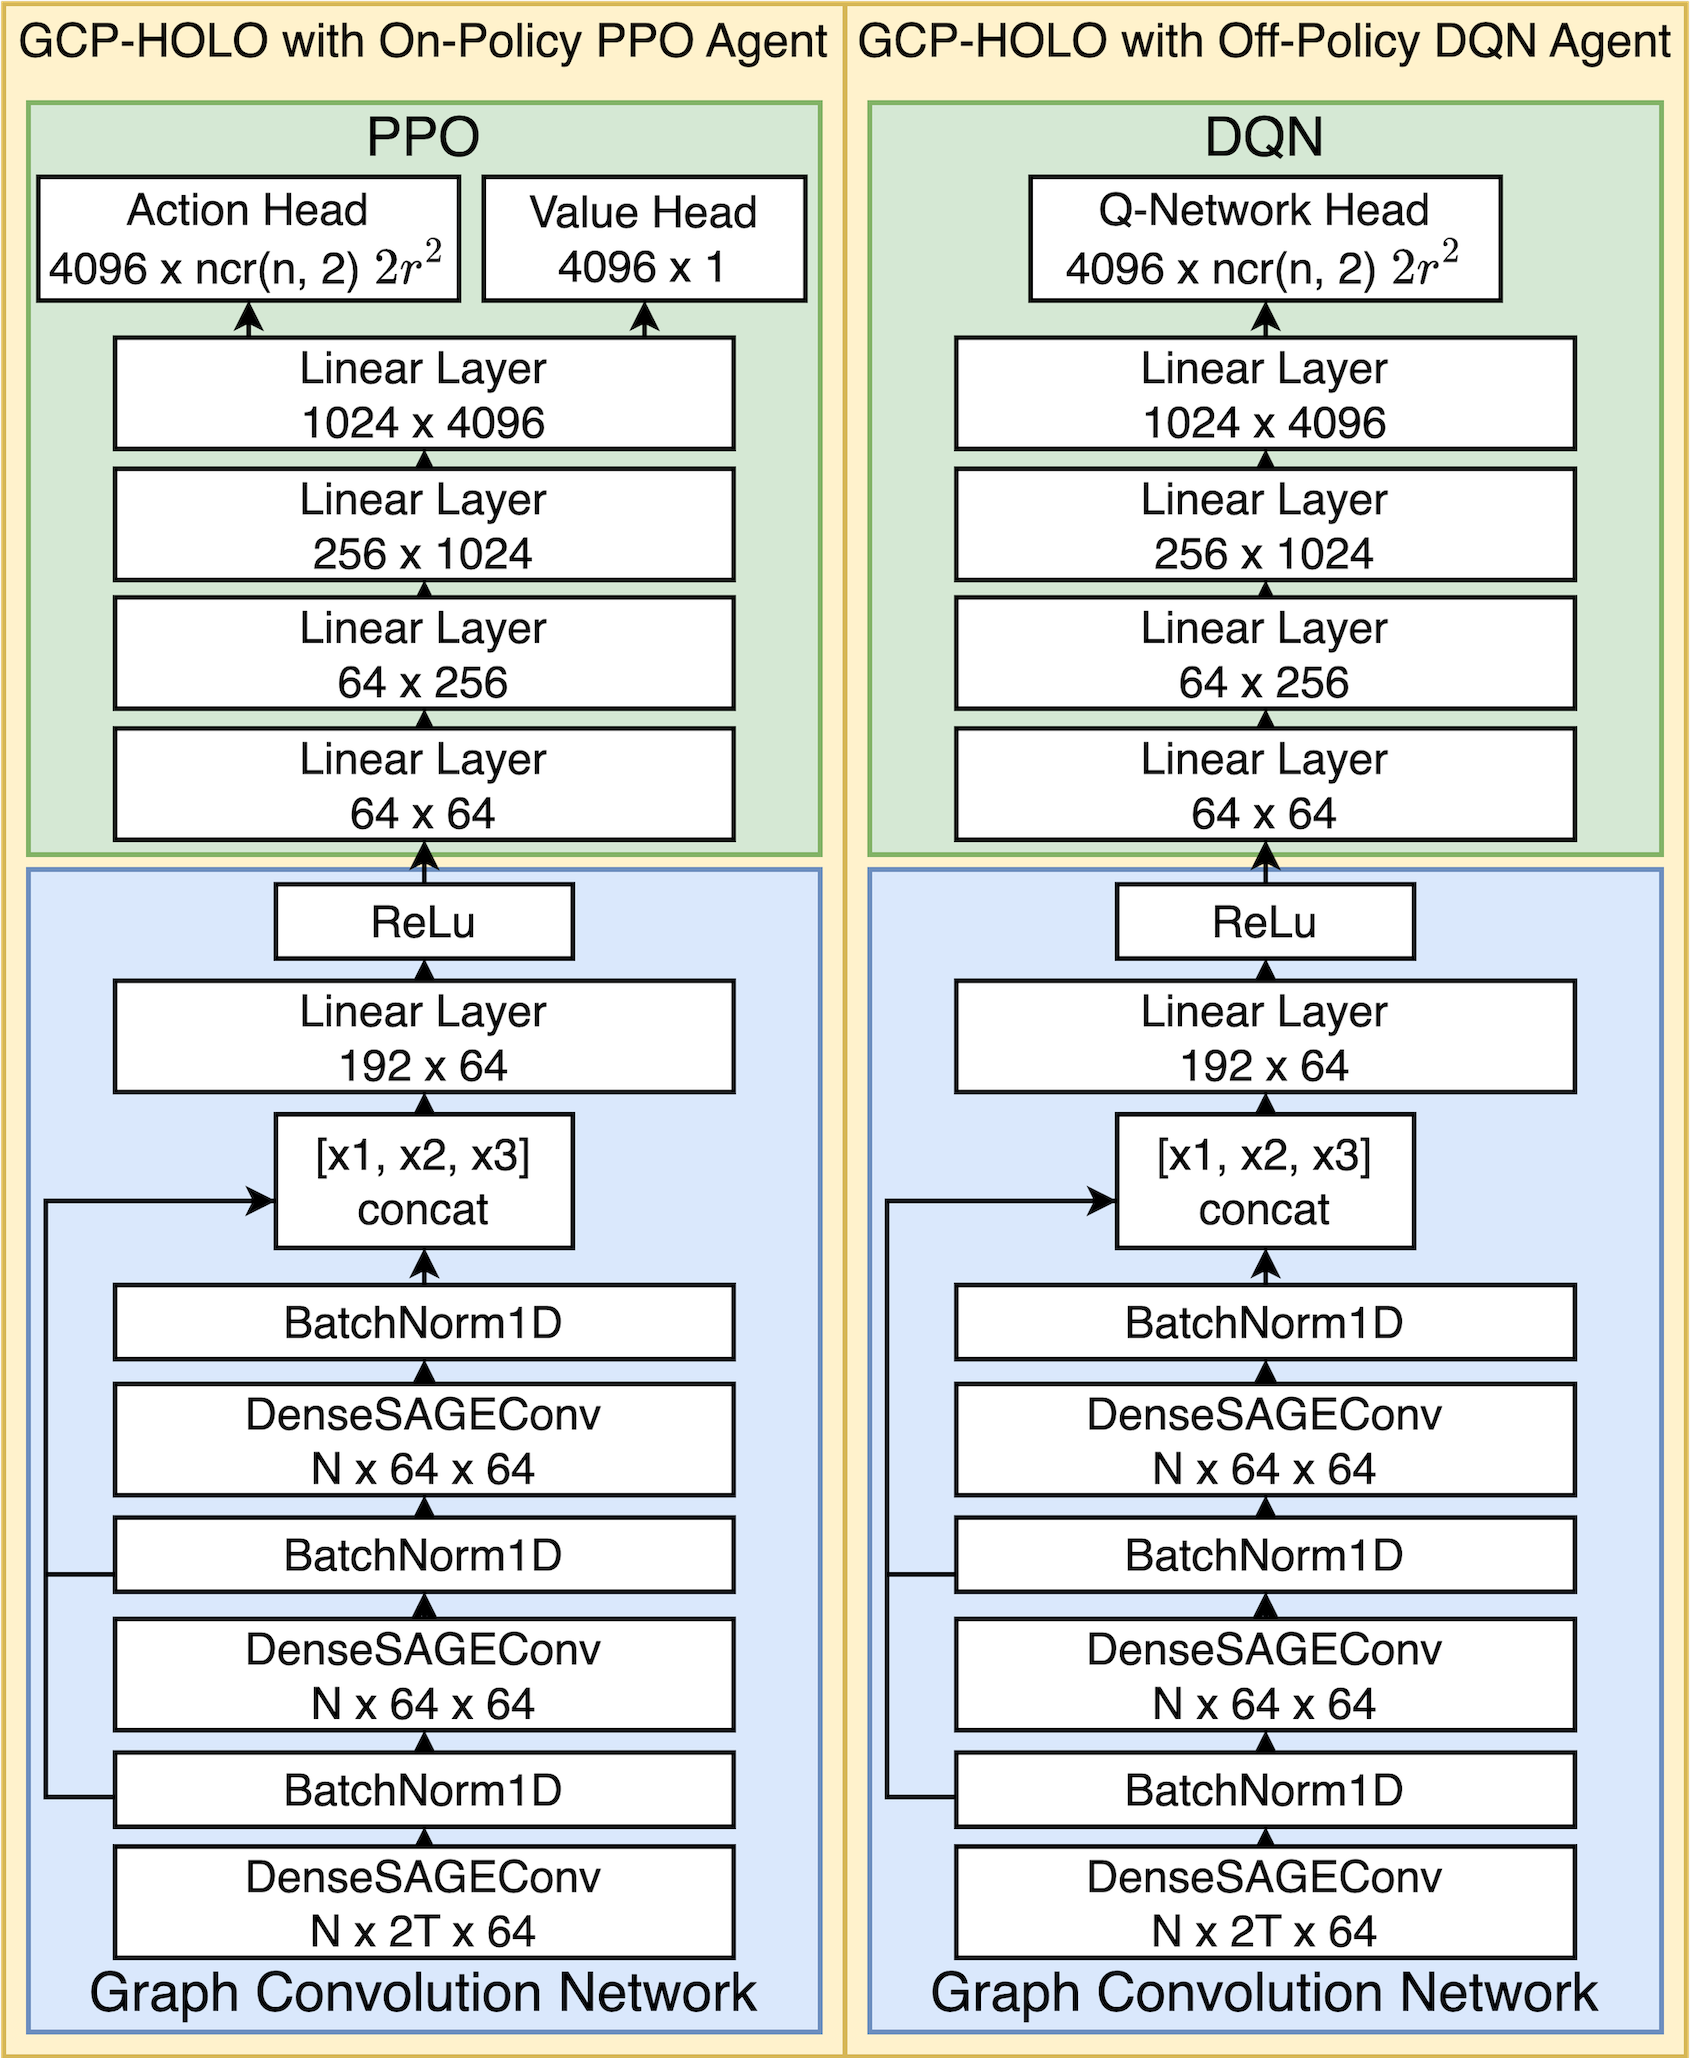 GCP-HOLO with On-Policy PPO Agent
PPO
Action Head
4096 x ncr(n, 2) 2r²
Value Head
4096 x 1
Linear Layer
1024 x 4096
Linear Layer
256 x 1024
Linear Layer
64 x 256
Linear Layer
64 x 64
ReLu
Linear Layer
192 x 64
[x1, x2, x3]
concat
BatchNorm1D
DenseSAGEConv
N x 64 x 64
BatchNorm1D
DenseSAGEConv
N x 64 x 64
BatchNorm1D
DenseSAGEConv
N x 2T x 64
Graph Convolution Network
GCP-HOLO with Off-Policy DQN Agent
DQN
Q-Network Head
4096 x ncr(n, 2) 2r²
Linear Layer
1024 x 4096
Linear Layer
256 x 1024
Linear Layer
64 x 256
Linear Layer
64 x 64
ReLu
Linear Layer
192 x 64
[x1, x2, x3]
concat
BatchNorm1D
DenseSAGEConv
N x 64 x 64
BatchNorm1D
DenseSAGEConv
N x 64 x 64
BatchNorm1D
DenseSAGEConv
N x 2T x 64
Graph Convolution Network